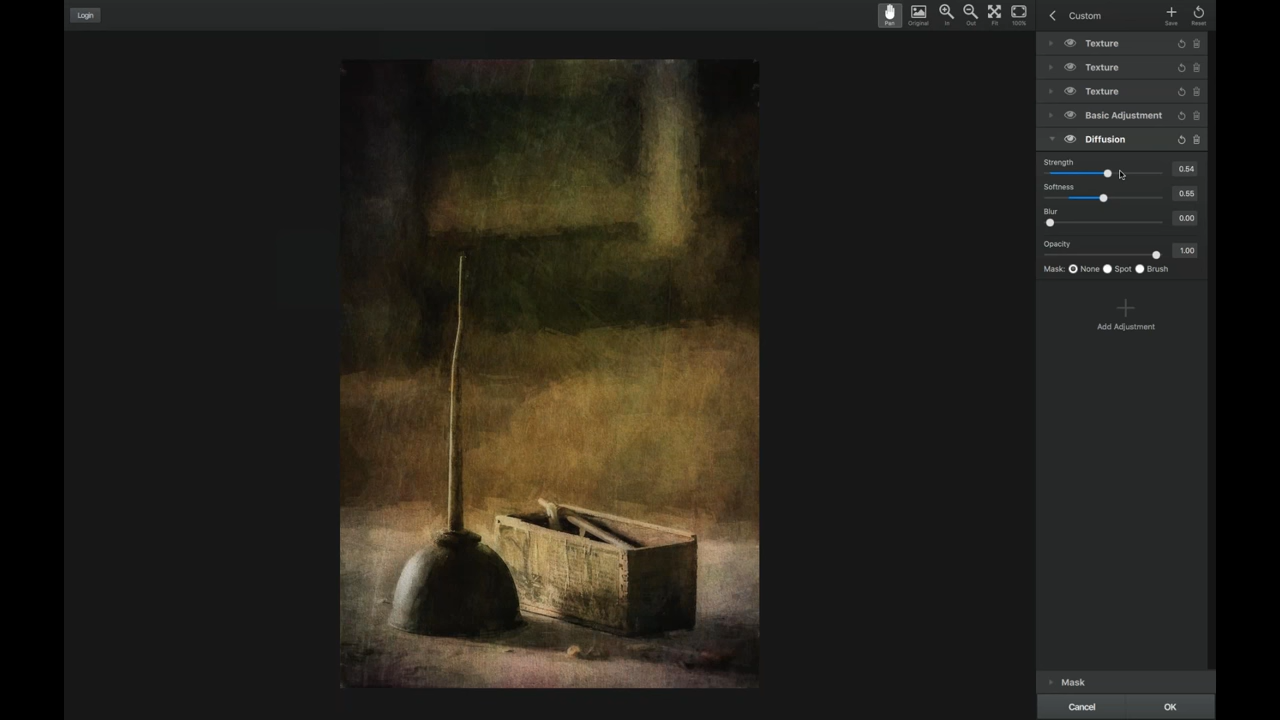 Login
Pan
Original
In
Out
Fit
100%
Custom
Save
Reset
Texture
Texture
Texture
Basic Adjustment
Diffusion
Strength
0.54
Softness
0.55
Blur
0.00
Opacity
1.00
Mask: None Spot Brush
Add Adjustment
Mask
Cancel OK